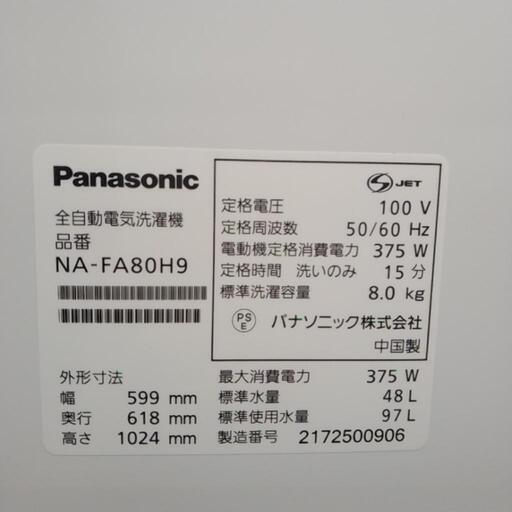 Panasonic
全自動電気洗濯機
品番
NA-FA80H9
外形寸法
幅 599 mm
奥行 618 mm
高さ 1024 mm
JET
定格電圧 100 V
定格周波数 50/60 Hz
電動機定格消費電力 375 W
定格時間 洗いのみ 15 分
標準洗濯容量 8.0 kg
PS
E
パナソニック株式会社
中国製
最大消費電力 375 W
標準水量 48 L
標準使用水量 97 L
製造番号 2172500906